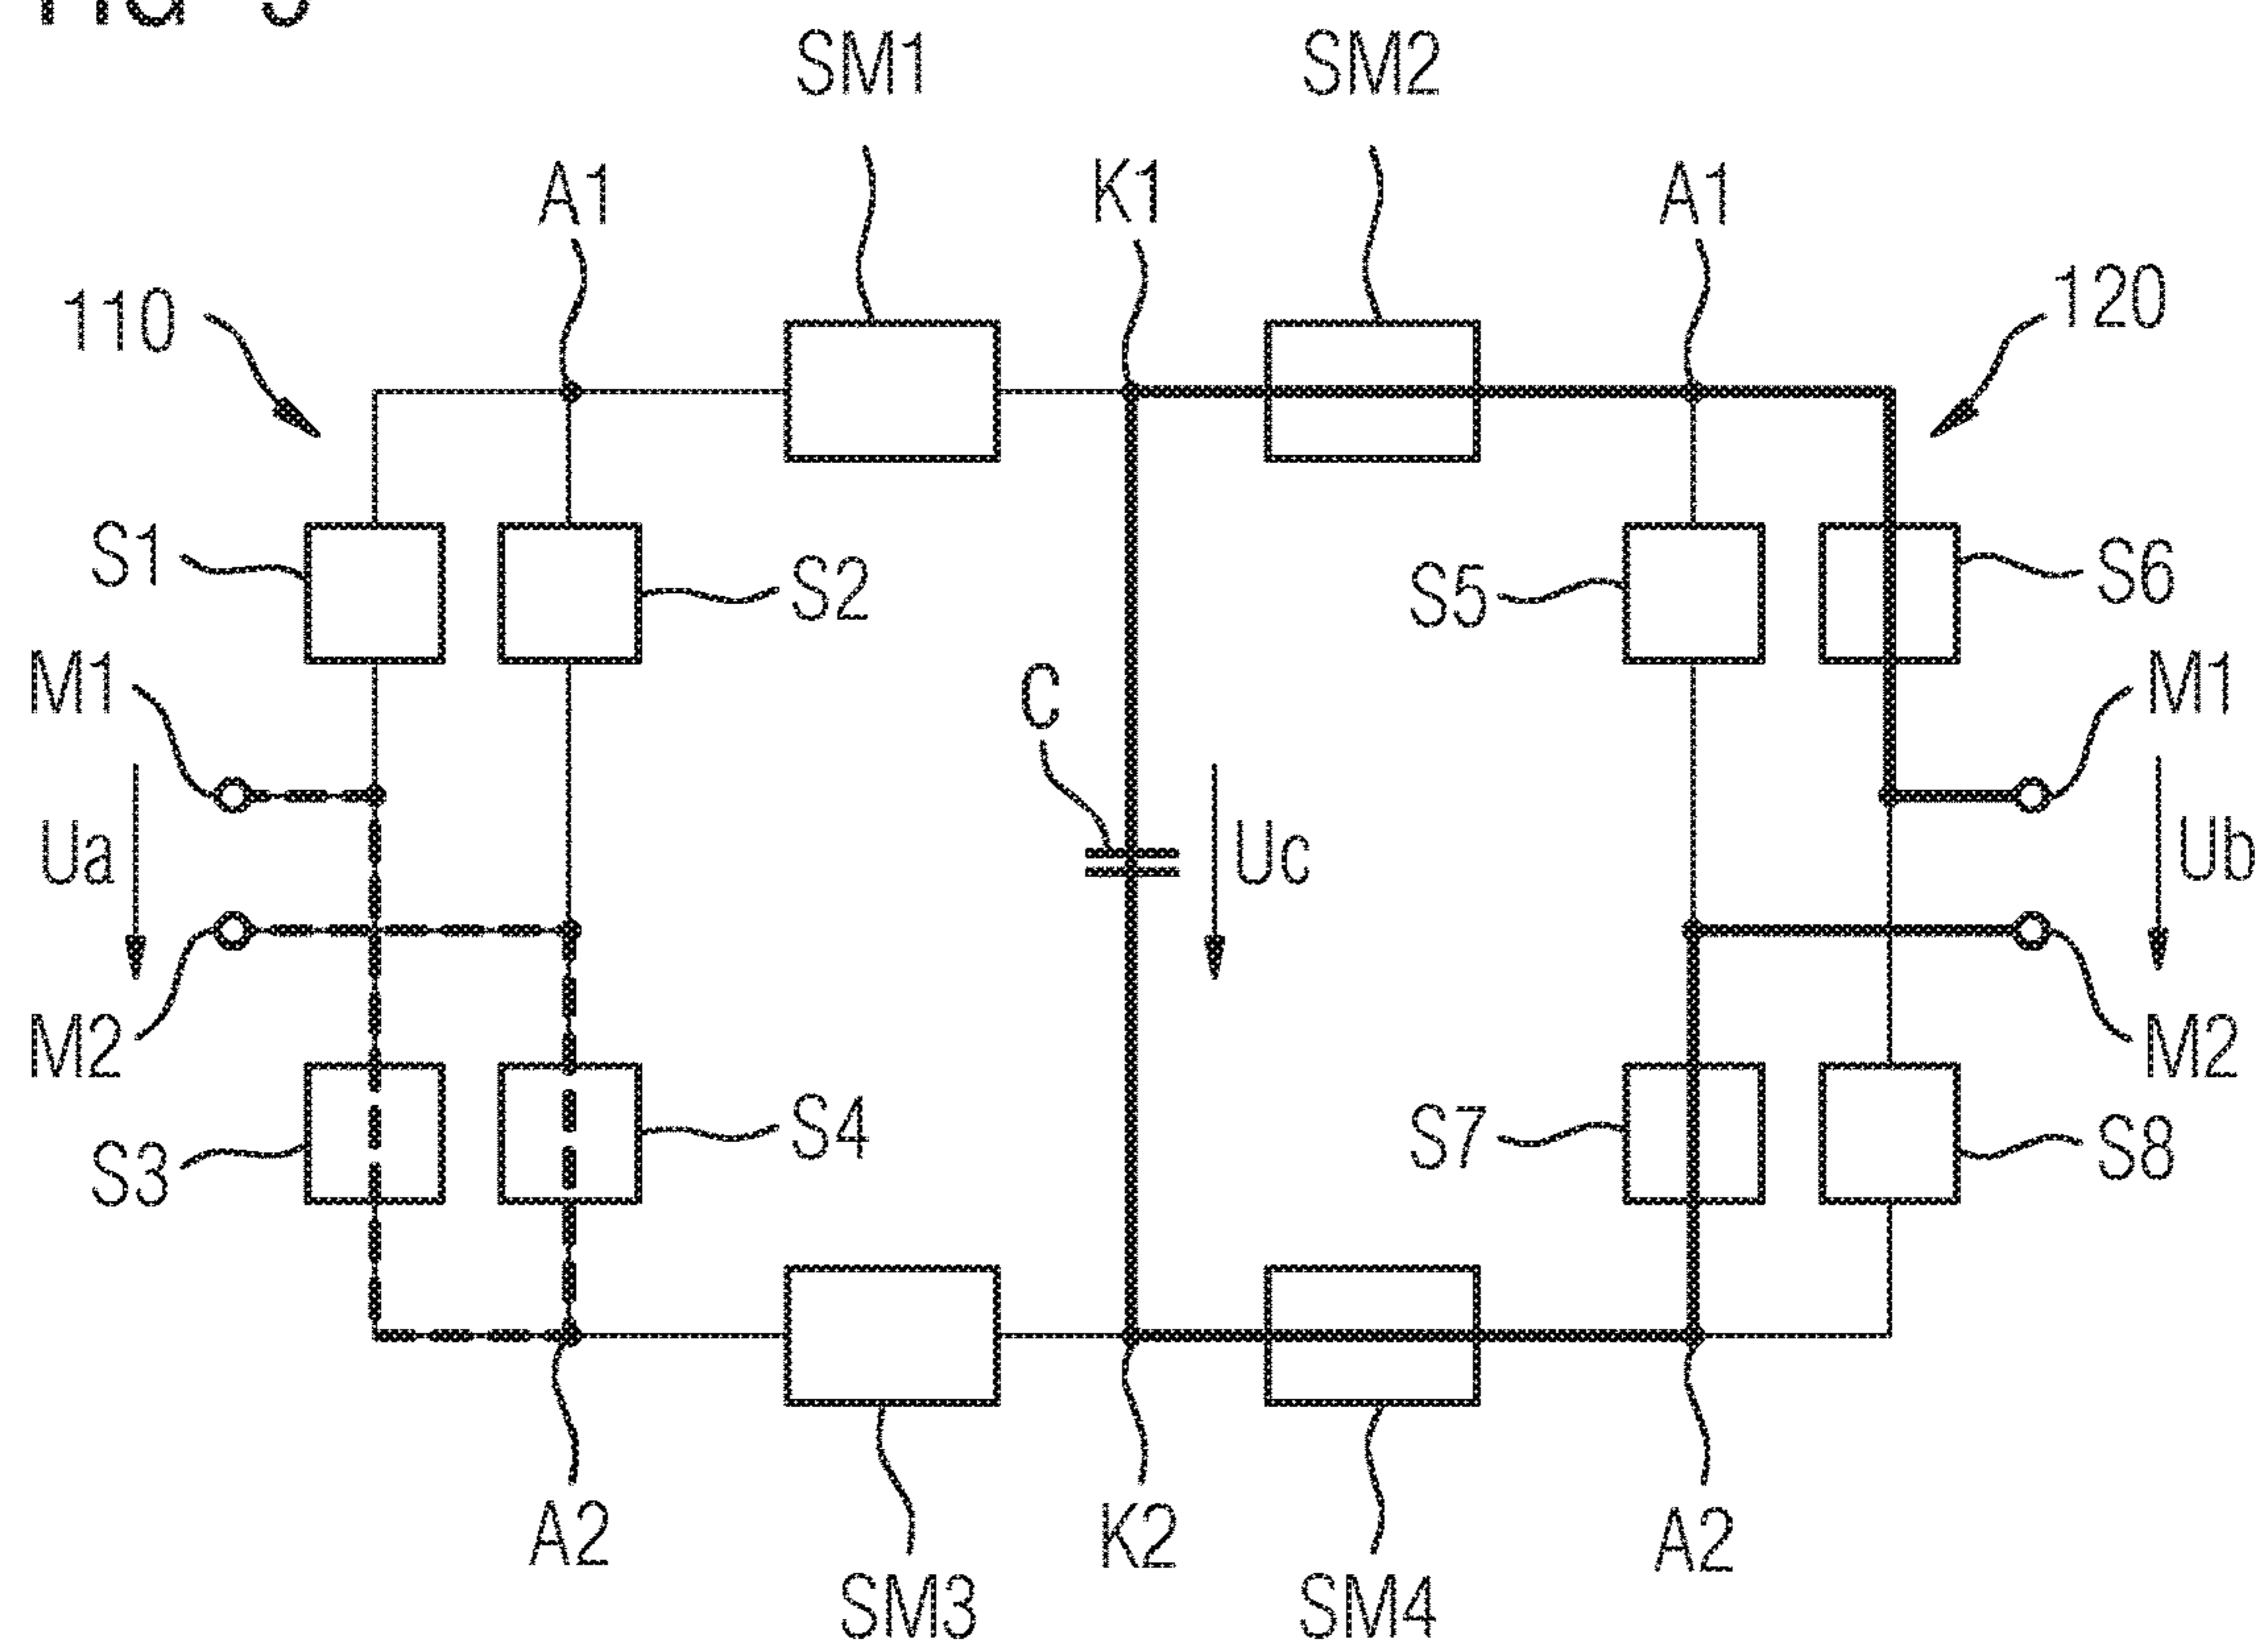 SM1 SM2
A1 K1 A1
110 120
S1 S2 S5 S6
M1 C M1
Ua Uc Ub
M2 M2
S3 S4 S7 S8
A2 K2 A2
SM3 SM4